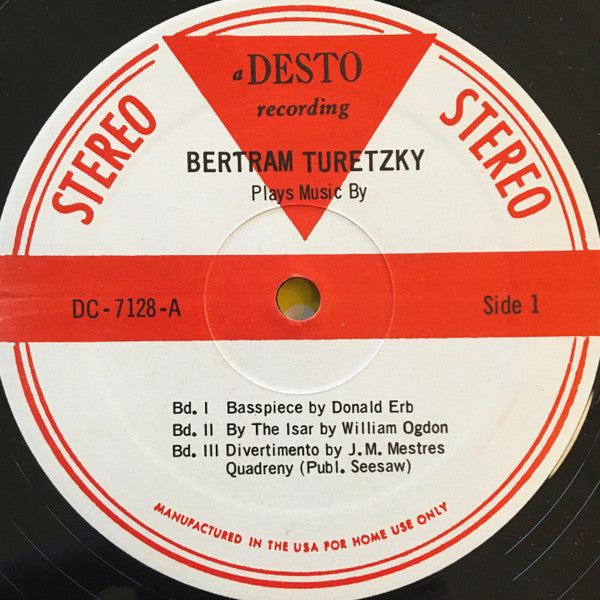 a DESTO
recording
STEREO
STEREO
BERTRAM TURETZKY
Plays Music By
DC-7128-A
Side 1
Bd. I Basspiece by Donald Erb
Bd. II By The Isar by William Ogdon
Bd. III Divertimento by J.M. Mestres
Quadreny (Publ. Seesaw)
MANUFACTURED IN THE USA FOR HOME USE ONLY